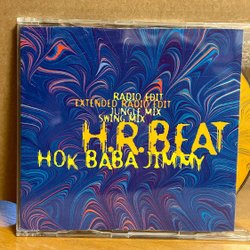 RADIO EDIT
EXTENDED RADIO EDIT
JUNGLE MIX
SWING MIX
H.R.BEAT
HOK BABA JIMMY